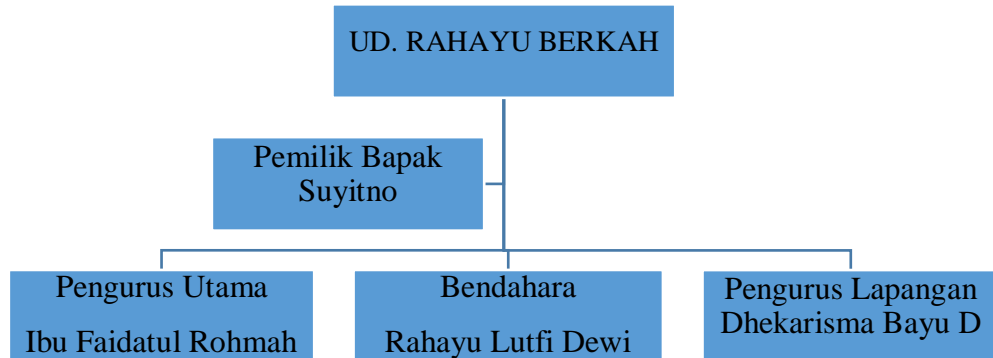 UD. RAHAYU BERKAH
Pemilik Bapak
Suyitno
Pengurus Utama
Ibu Faidatul Rohmah
Bendahara
Rahayu Lutfi Dewi
Pengurus Lapangan
Dhekarisma Bayu D